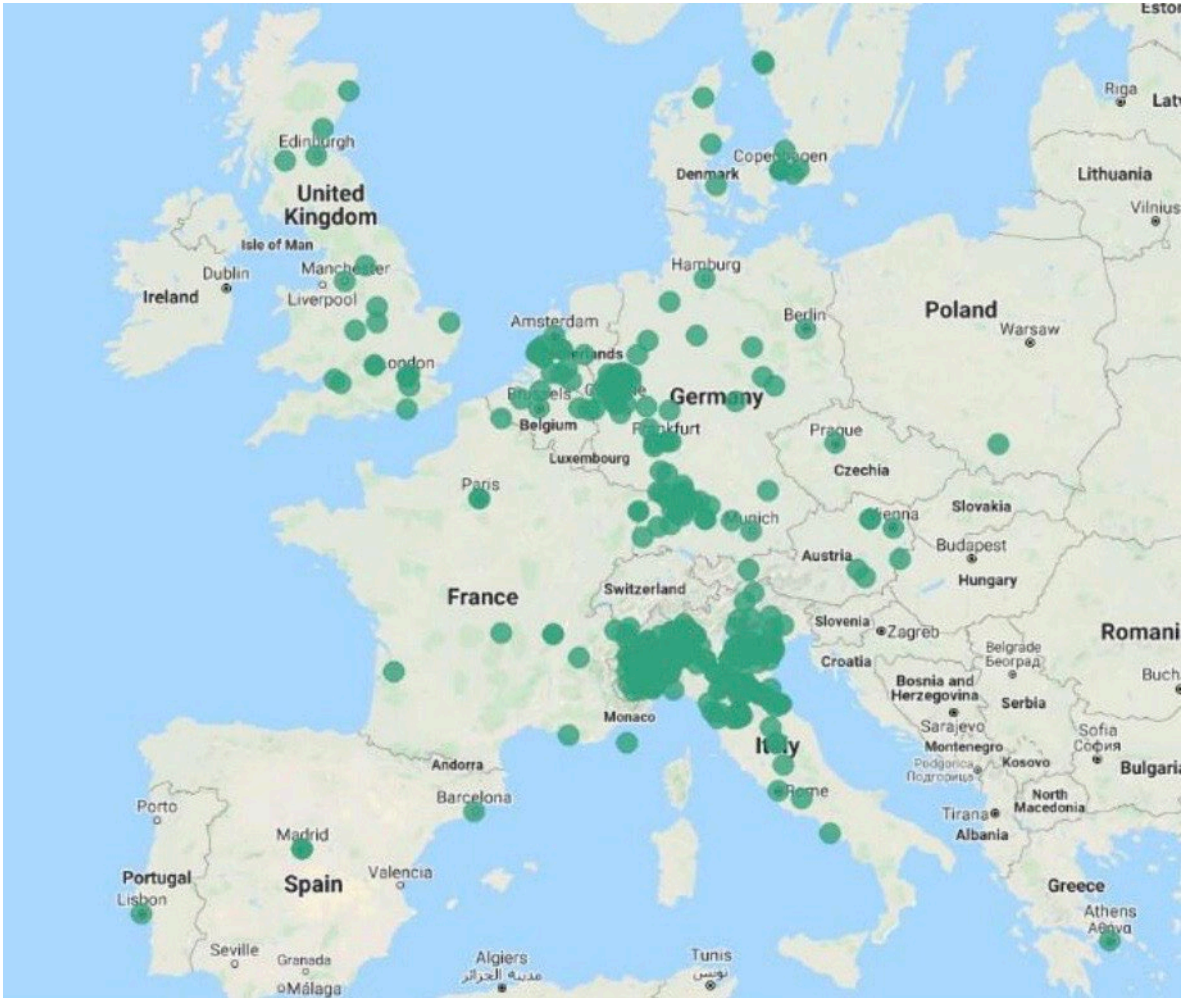 Eston
Riga
Latv
Lithuania
Vilnius
Edinburgh
United
Kingdom
Isle of Man
Dublin
Manchester
Ireland
Liverpool
London
Copenhagen
Denmark
Hamburg
Amsterdam
Netherlands
Berlin
Poland
Warsaw
Brussels
Belgium
Germany
Frankfurt
Luxembourg
Prague
Czechia
Paris
Munich
Vienna
Slovakia
Austria
Budapest
Hungary
Switzerland
France
Slovenia
Zagreb
Croatia
Belgrade
Београд
Romani
Bosnia and
Herzegovina
Serbia
Buch
Monaco
Sarajevo
Sofia
София
Italy
Montenegro
Kosovo
Podgorica
Подгорица
Bulgaria
Andorra
Barcelona
Rome
North
Macedonia
Tirana
Albania
Porto
Madrid
Valencia
Portugal
Spain
Lisbon
Greece
Athens
Αθήνα
Seville
Granada
Málaga
Algiers
مدينة الجزائر
Tunis
تونس